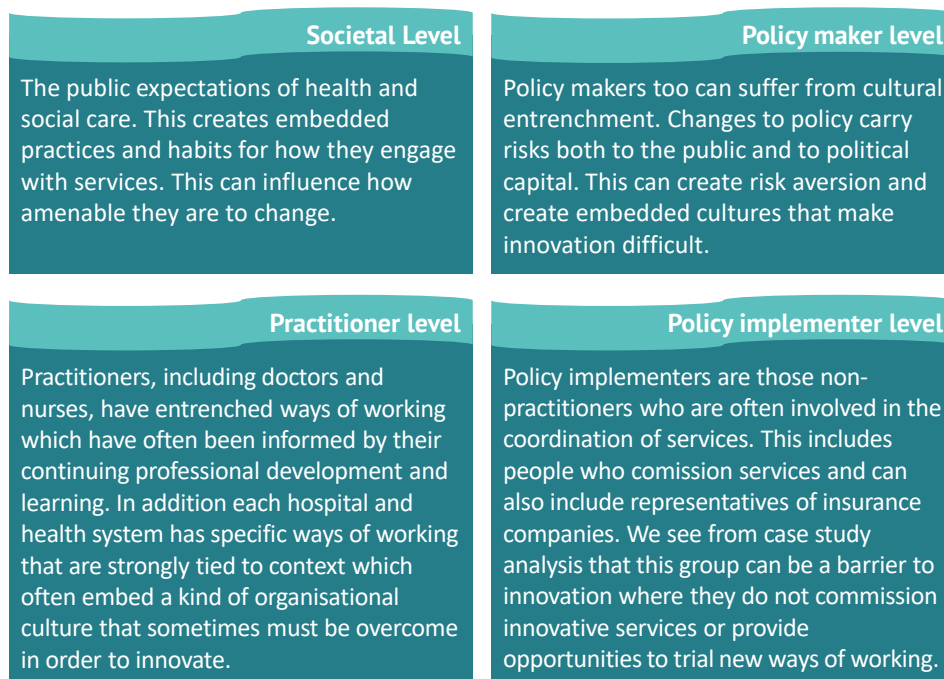 Societal Level
The public expectations of health and
social care. This creates embedded
practices and habits for how they engage
with services. This can influence how
amenable they are to change.
Policy maker level
Policy makers too can suffer from cultural
entrenchment. Changes to policy carry
risks both to the public and to political
capital. This can create risk aversion and
create embedded cultures that make
innovation difficult.
Practitioner level
Practitioners, including doctors and
nurses, have entrenched ways of working
which have often been informed by their
continuing professional development and
learning. In addition each hospital and
health system has specific ways of working
that are strongly tied to context which
often embed a kind of organisational
culture that sometimes must be overcome
in order to innovate.
Policy implementer level
Policy implementers are those non-
practitioners who are often involved in the
coordination of services. This includes
people who comission services and can
also include representatives of insurance
companies. We see from case study
analysis that this group can be a barrier to
innovation where they do not commission
innovative services or provide
opportunities to trial new ways of working.